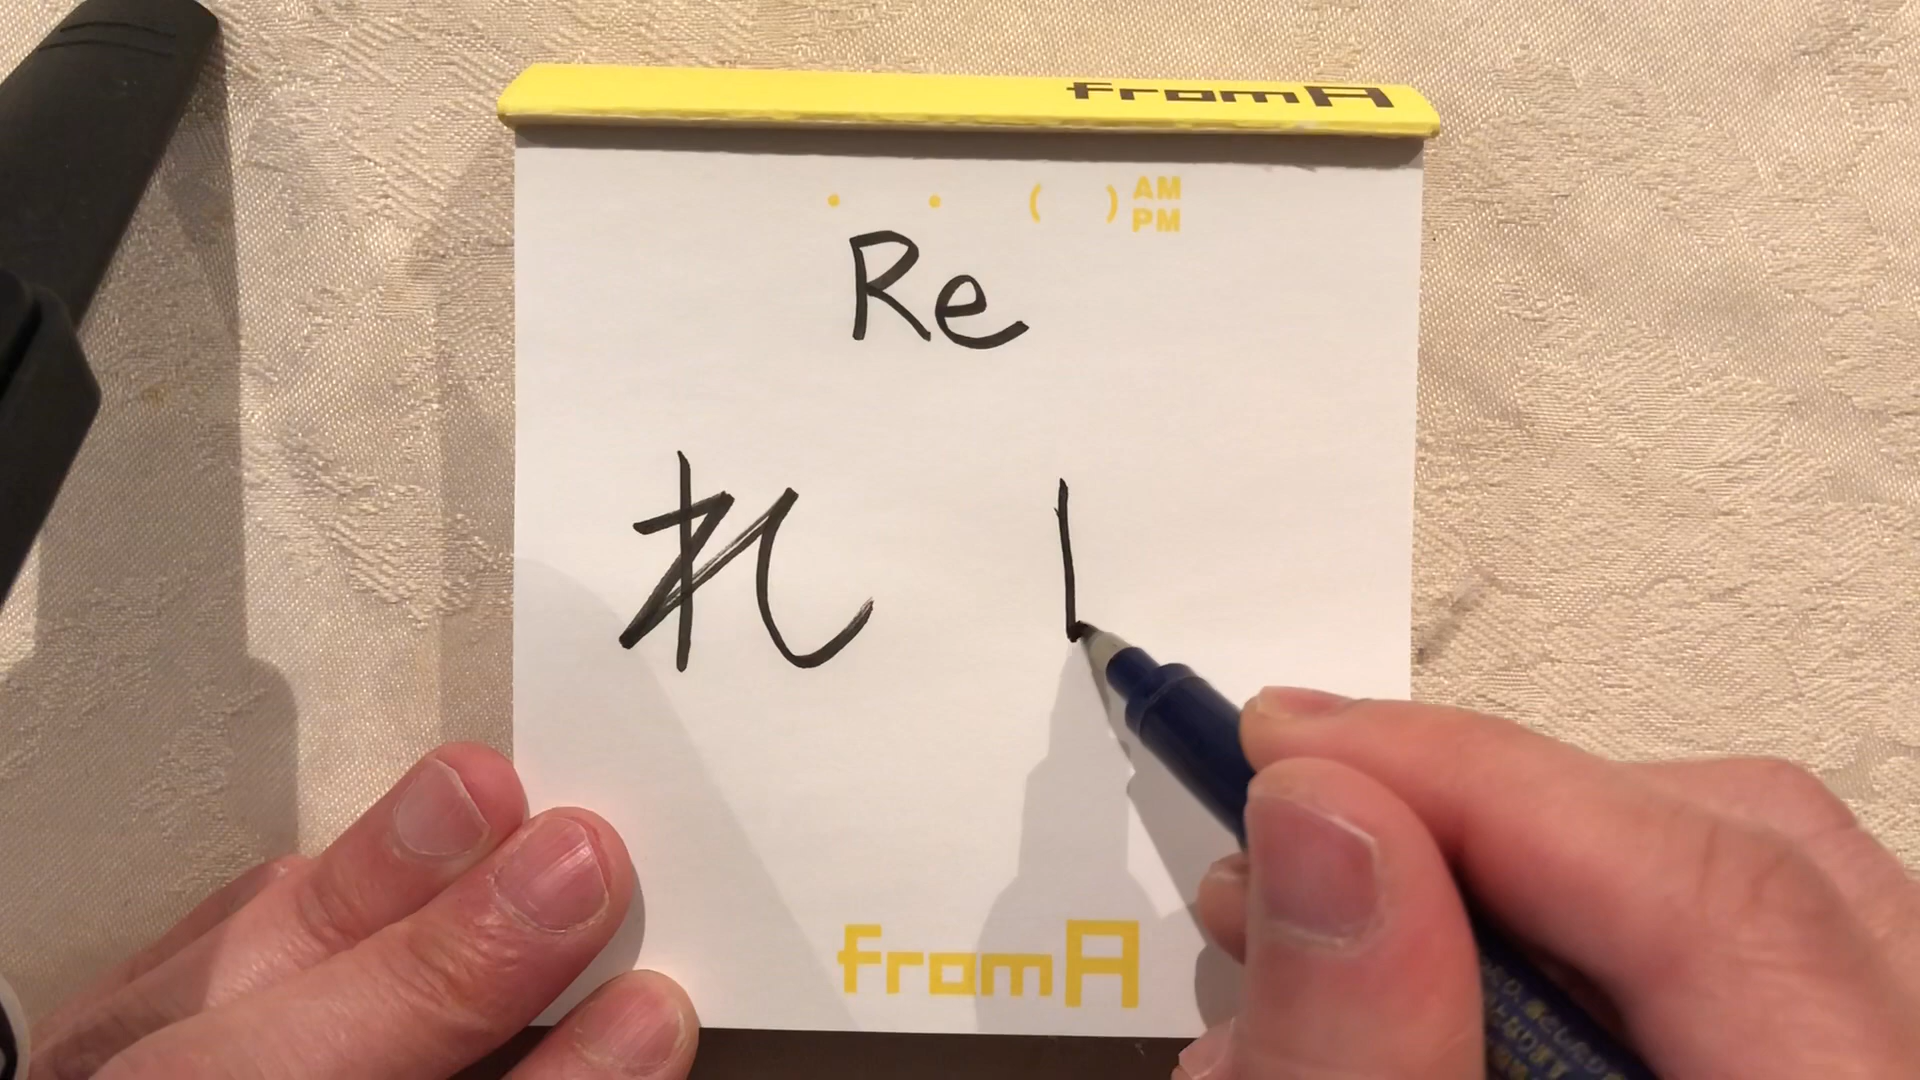 fromA
. . ( ) AM
PM
Re
れ
fromA